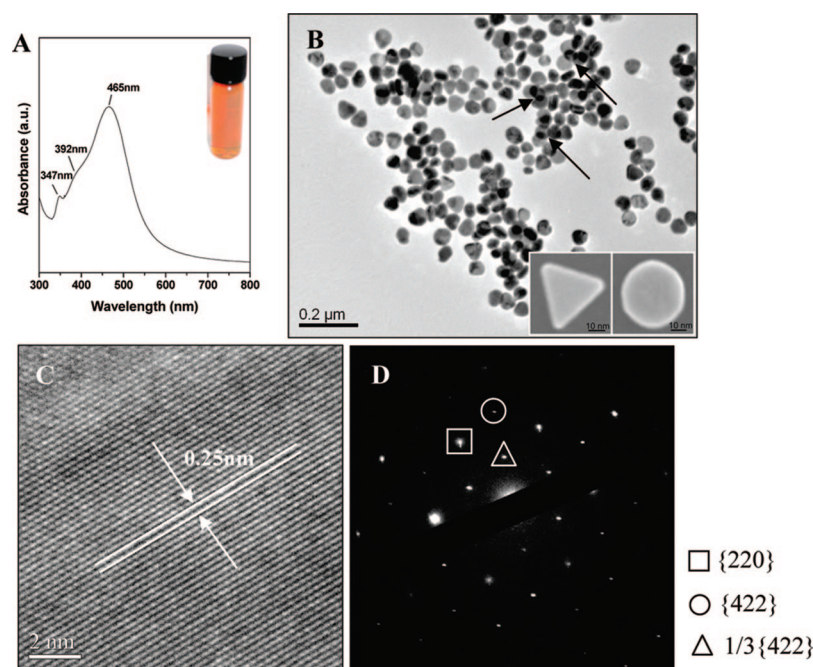 A
465nm
392nm
347nm
Absorbance (a.u.)
300 400 500 600 700 800
Wavelength (nm)
B
0.2 µm
10 nm
10 nm
C
0.25nm
2 nm
D
{220}
{422}
1/3{422}